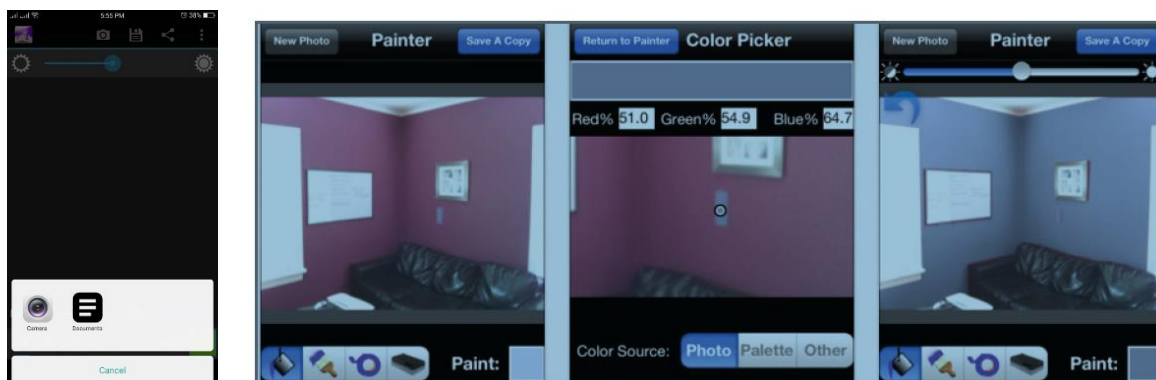 5:55 PM
38%
Camera
Documents
Cancel
New Photo
Painter
Save A Copy
Paint:
Return to Painter
Color Picker
Red% 51.0 Green% 54.9 Blue% 64.7
Color Source:
Photo
Palette
Other
New Photo
Painter
Save A Copy
Paint: